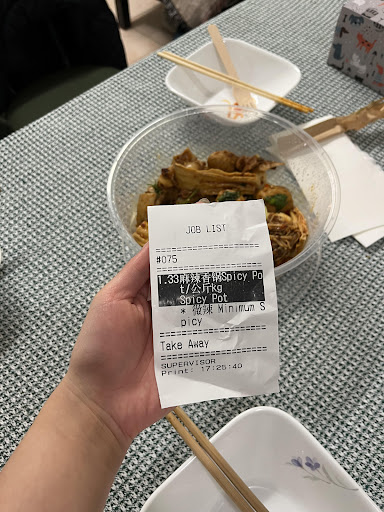 JOB LIST
#075
1.33麻辣香锅Spicy Po
t/公斤kg
Spicy Pot
* 微辣 Minimum S
picy
Take Away
SUPERVISOR
Print: 17:25:40